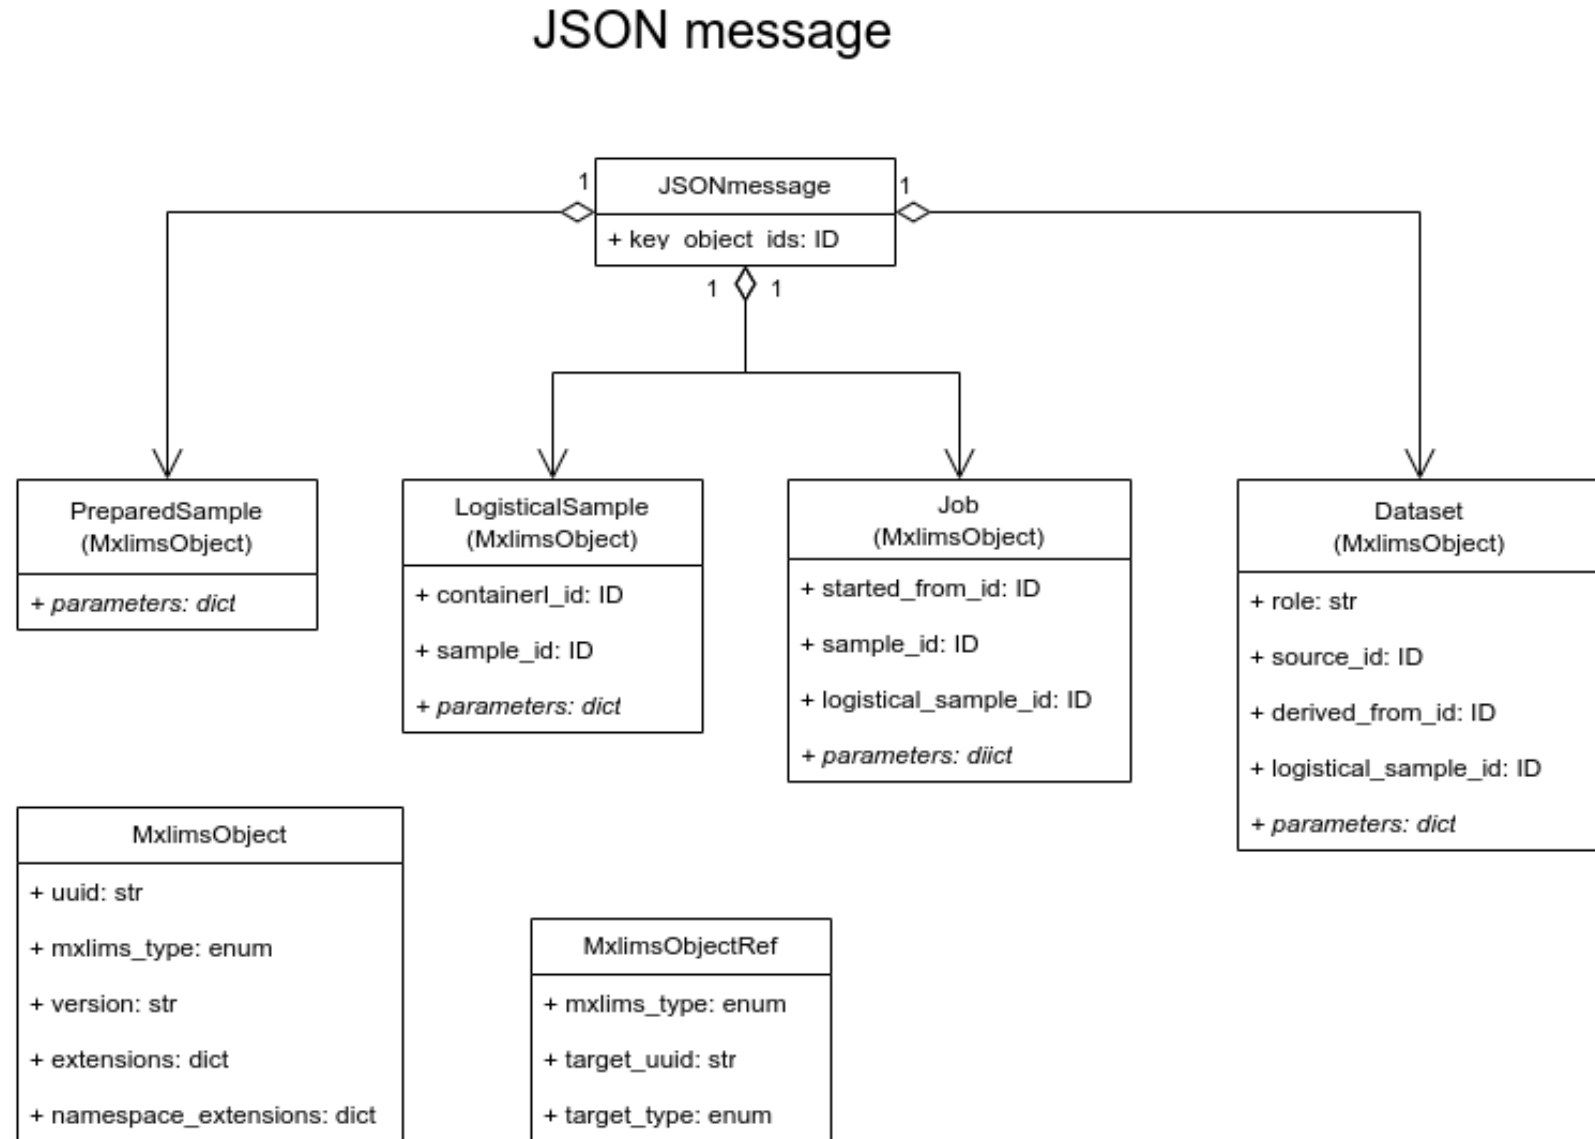 JSON message
1
JSONmessage
1
+ key_object_ids: ID
1
1
PreparedSample
(MxlimsObject)
+ parameters: dict
LogisticalSample
(MxlimsObject)
+ containerl_id: ID
+ sample_id: ID
+ parameters: dict
Job
(MxlimsObject)
+ started_from_id: ID
+ sample_id: ID
+ logistical_sample_id: ID
+ parameters: diict
Dataset
(MxlimsObject)
+ role: str
+ source_id: ID
+ derived_from_id: ID
+ logistical_sample_id: ID
+ parameters: dict
MxlimsObject
+ uuid: str
+ mxlims_type: enum
+ version: str
+ extensions: dict
+ namespace_extensions: dict
MxlimsObjectRef
+ mxlims_type: enum
+ target_uuid: str
+ target_type: enum